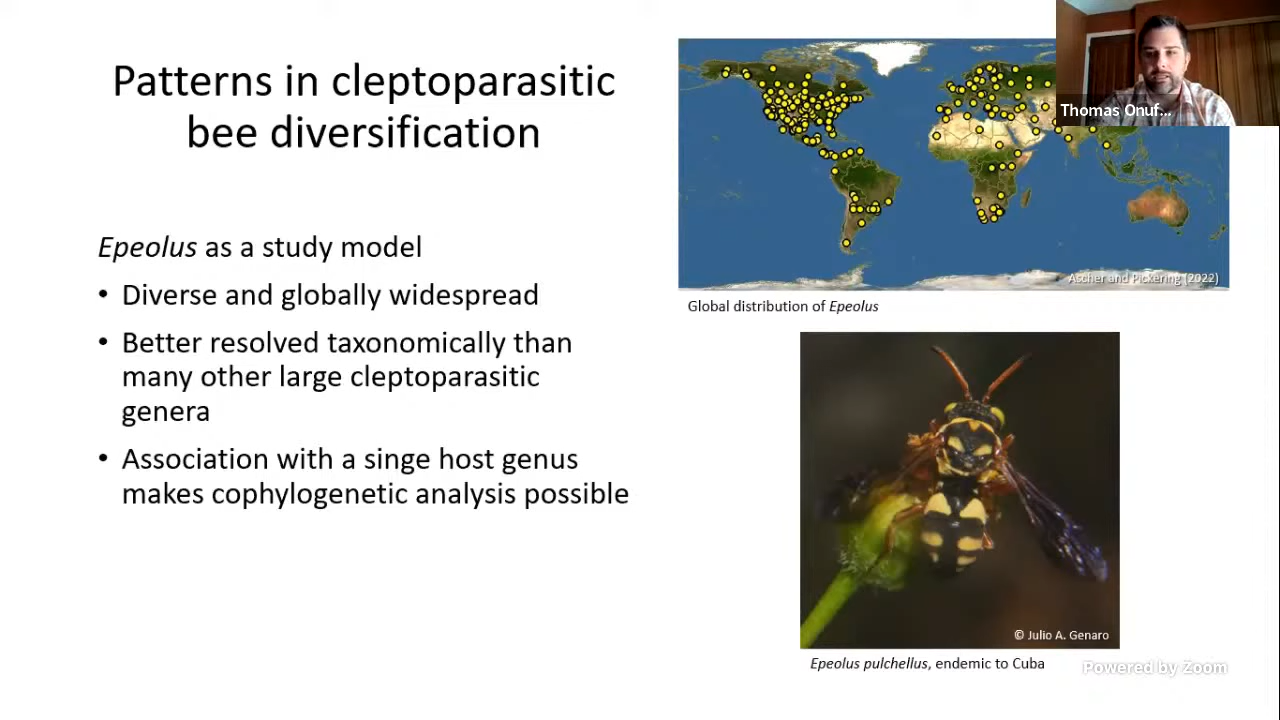 Patterns in cleptoparasitic
bee diversification
Epeolus as a study model
• Diverse and globally widespread
• Better resolved taxonomically than
many other large cleptoparasitic
genera
• Association with a singe host genus
makes cophylogenetic analysis possible
Thomas Onuf...
Ascher and Pickering (2022)
Global distribution of Epeolus
© Julio A. Genaro
Epeolus pulchellus, endemic to Cuba
Powered by Zoom